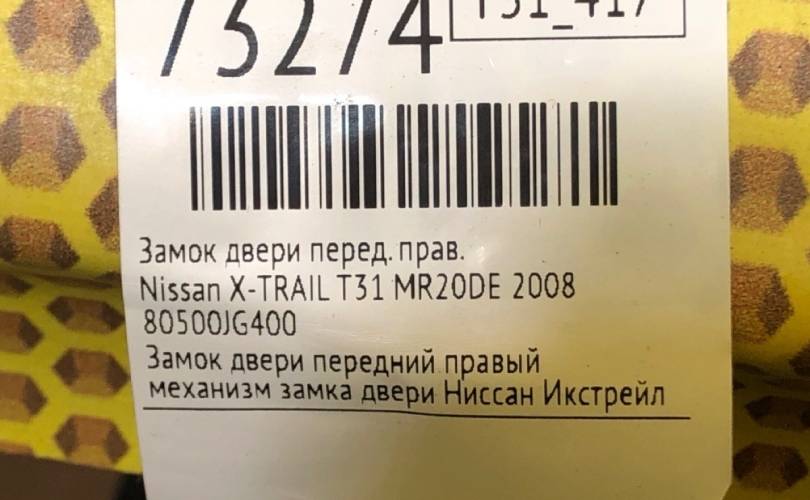 73274
T31_417
Замок двери перед. прав.
Nissan X-TRAIL T31 MR20DE 2008
80500JG400
Замок двери передний правый
механизм замка двери Ниссан Икстрейл